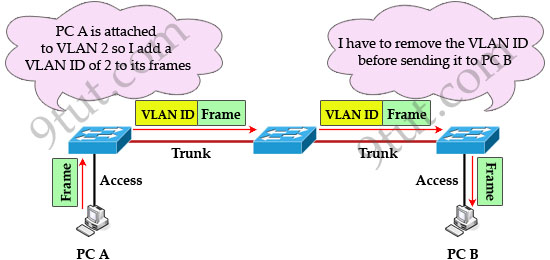 PC A is attached
to VLAN 2 so I add a
VLAN ID of 2 to its frames
I have to remove the VLAN ID
before sending it to PC B
VLAN ID Frame
VLAN ID Frame
Trunk
Trunk
Frame
Access
Access
Frame
PC A
PC B
9tut.com
9tut.com